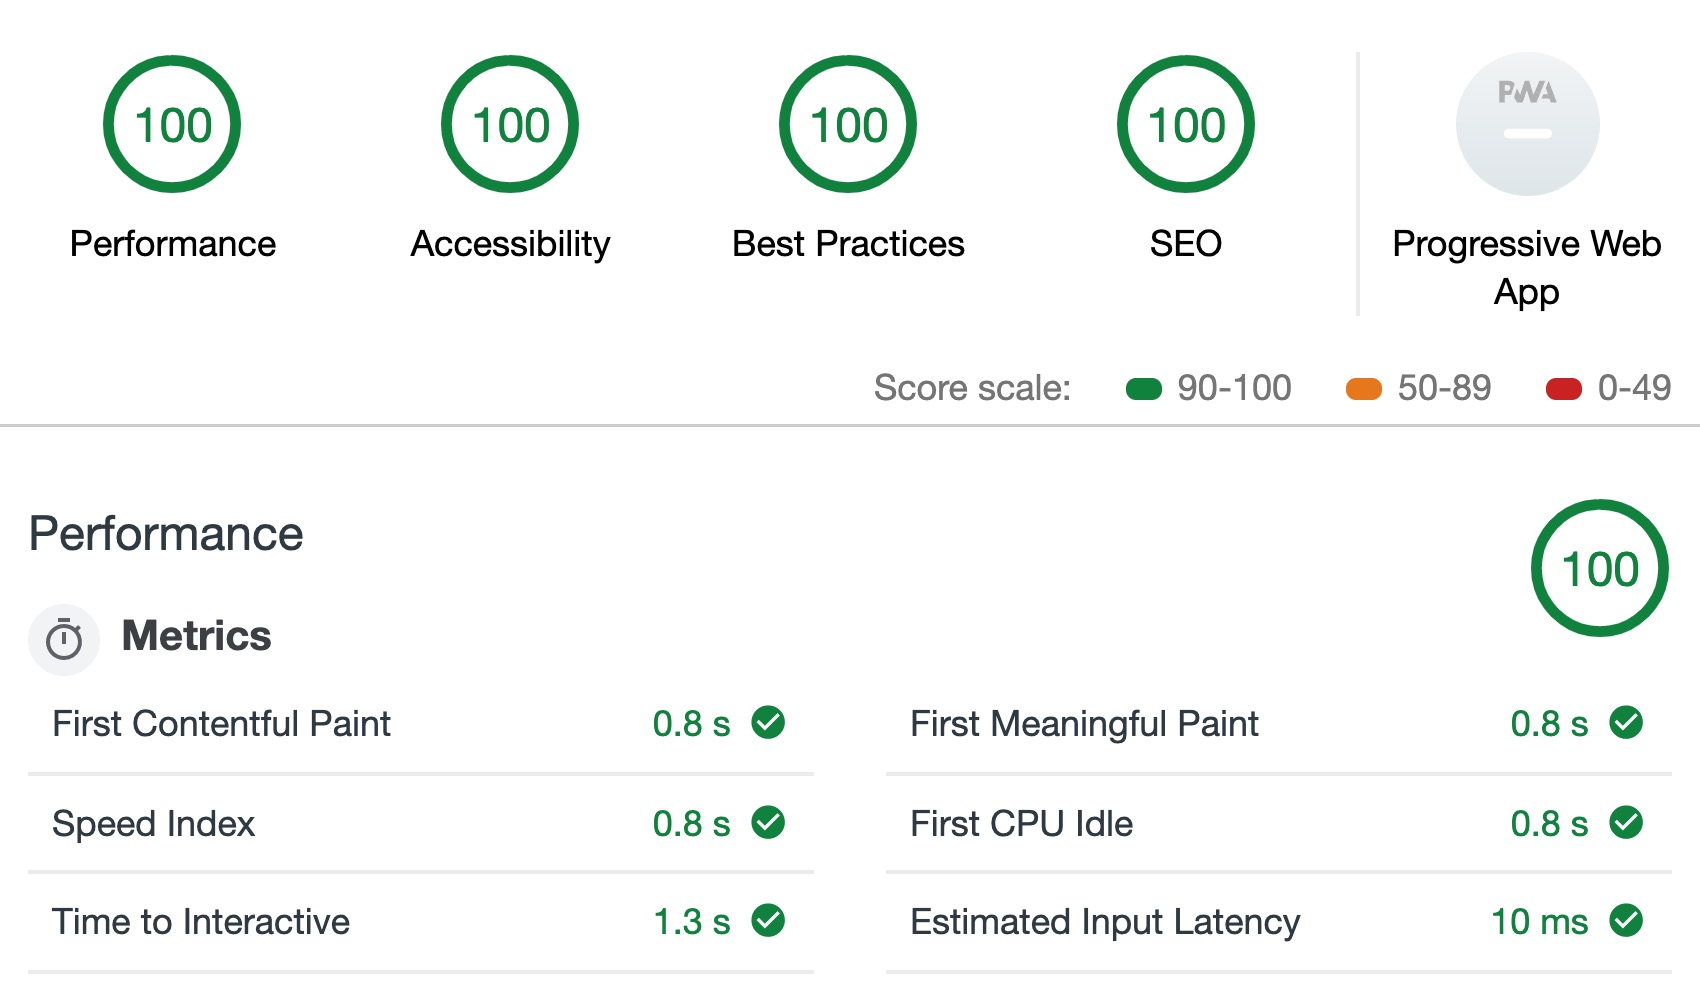 100
100
100
100
PWA
Performance
Accessibility
Best Practices
SEO
Progressive Web
App
Score scale:
90-100
50-89
0-49
Performance
100
Metrics
First Contentful Paint 0.8 s
First Meaningful Paint 0.8 s
Speed Index 0.8 s
First CPU Idle 0.8 s
Time to Interactive 1.3 s
Estimated Input Latency 10 ms